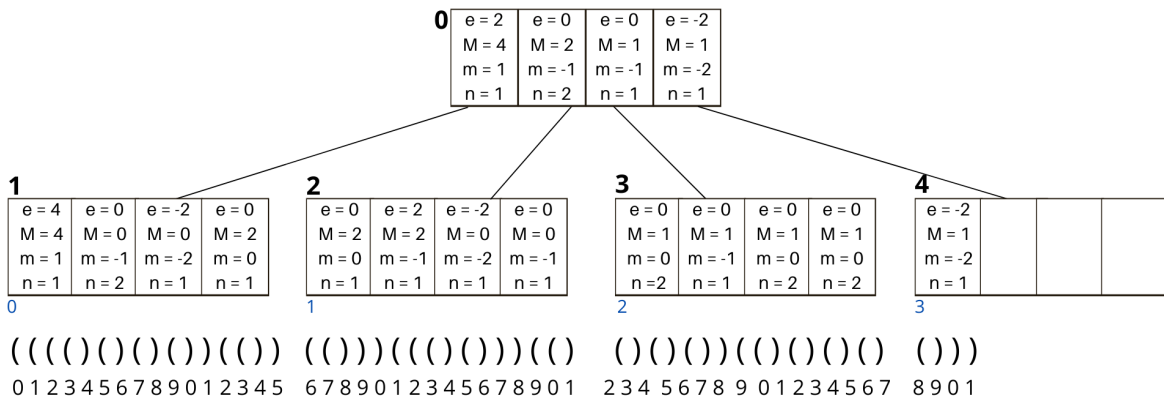 0 e = 2 e = 0 e = 0 e = -2
M = 4 M = 2 M = 1 M = 1
m = 1 m = -1 m = -1 m = -2
n = 1 n = 2 n = 1 n = 1
1 2 3 4
e = 4 e = 0 e = -2 e = 0 e = 0 e = 2 e = -2 e = 0 e = 0 e = 0 e = 0 e = 0 e = -2
M = 4 M = 0 M = 0 M = 2 M = 2 M = 2 M = 0 M = 0 M = 1 M = 1 M = 1 M = 1 M = 1
m = 1 m = -1 m = -2 m = 0 m = 0 m = -1 m = -2 m = -1 m = 0 m = -1 m = 0 m = 0 m = -2
n = 1 n = 2 n = 1 n = 1 n = 1 n = 1 n = 1 n = 1 n =2 n = 1 n = 2 n = 2 n = 1
0 1 2 3
( ( ( ( ) ( ) ( ) ( ) ) ( ( ) ) ( ( ) ) ) ( ( ( ) ( ) ) ) ( ( ) ( ) ( ) ( ) ) ( ( ) ( ) ( ) ( ) ( ) ) )
0 1 2 3 4 5 6 7 8 9 0 1 2 3 4 5 6 7 8 9 0 1 2 3 4 5 6 7 8 9 0 1 2 3 4 5 6 7 8 9 0 1 2 3 4 5 6 7 8 9 0 1